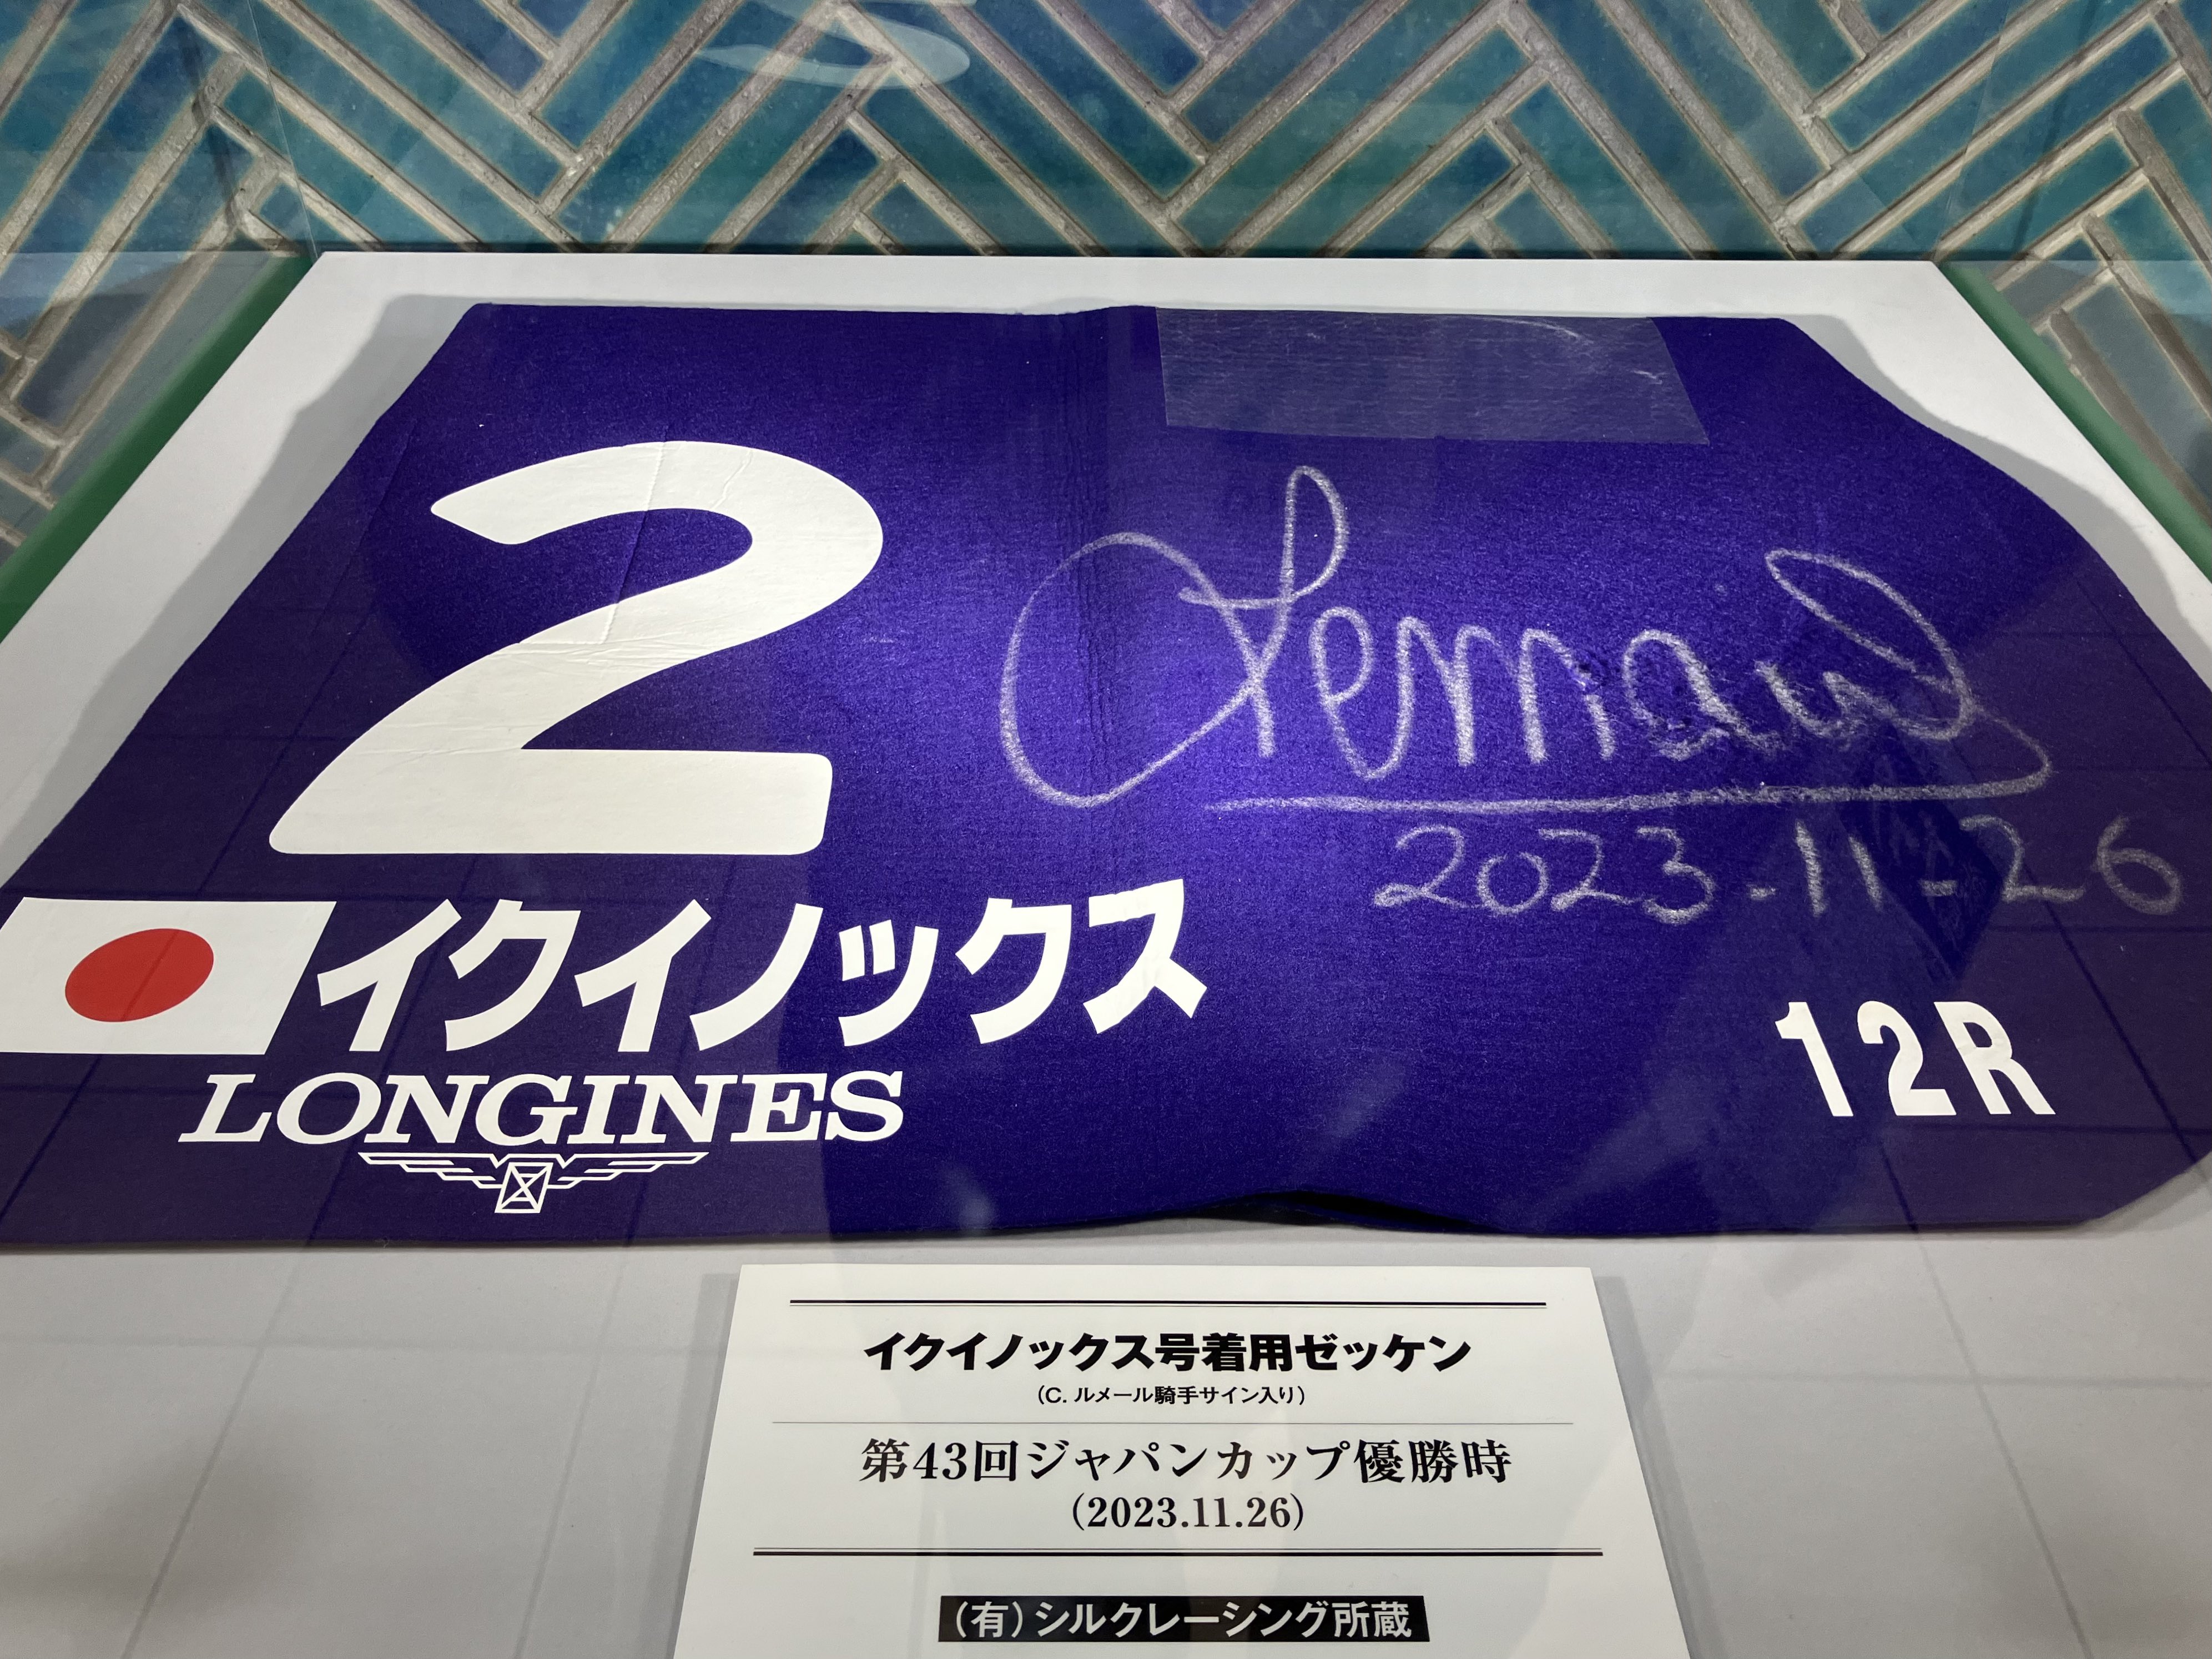 2
Lemaire
2023-11-26
イクイノックス
LONGINES
12R
イクイノックス号着用ゼッケン
(C. ルメール騎手サイン入り)
第43回ジャパンカップ優勝時
(2023.11.26)
(有)シルクレーシング所蔵